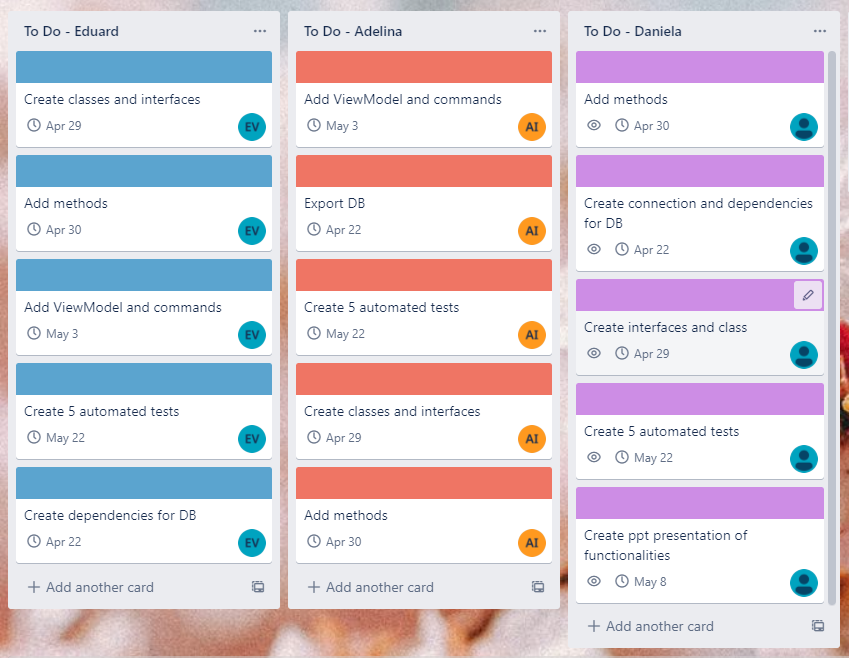 To Do - Eduard
Create classes and interfaces
Apr 29
EV
Add methods
Apr 30
EV
Add ViewModel and commands
May 3
EV
Create 5 automated tests
May 22
EV
Create dependencies for DB
Apr 22
EV
+ Add another card
To Do - Adelina
Add ViewModel and commands
May 3
AI
Export DB
Apr 22
AI
Create 5 automated tests
May 22
AI
Create classes and interfaces
Apr 29
AI
Add methods
Apr 30
AI
+ Add another card
To Do - Daniela
Add methods
Apr 30
Create connection and dependencies
for DB
Apr 22
Create interfaces and class
Apr 29
Create 5 automated tests
May 22
Create ppt presentation of
functionalities
May 8
+ Add another card